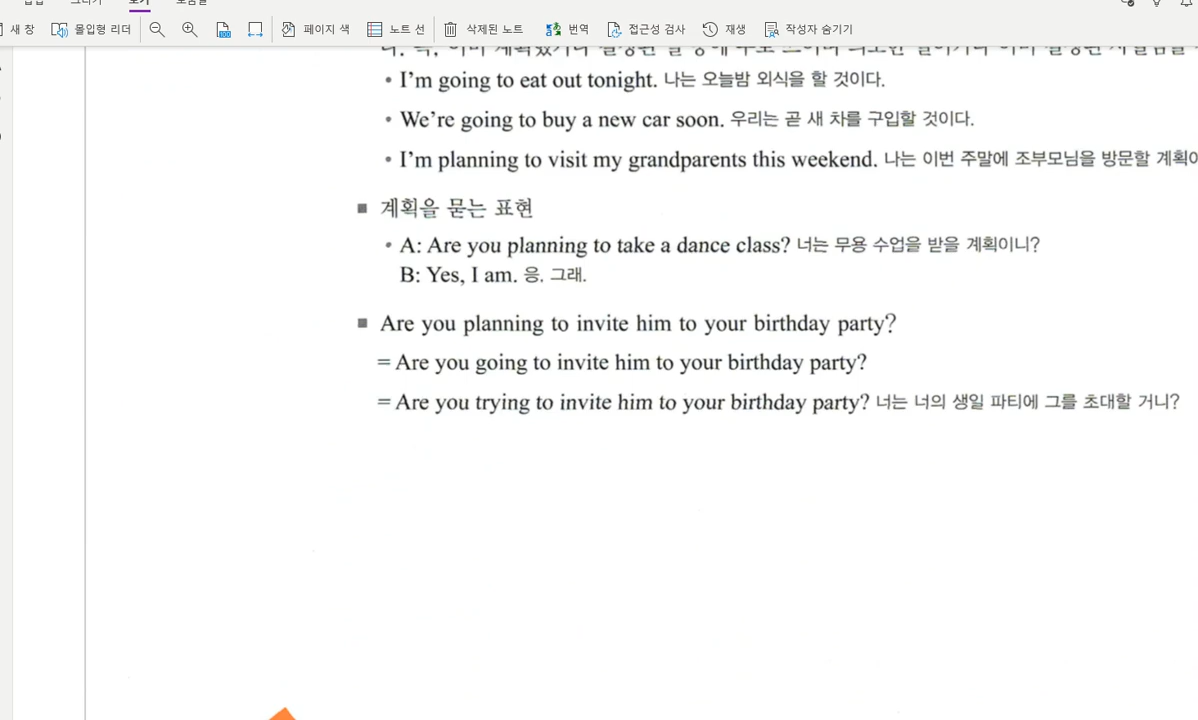 새 창
몰입형 리더
페이지 색
노트 선
삭제된 노트
번역
접근성 검사
재생
작성자 숨기기
• I'm going to eat out tonight. 나는 오늘밤 외식을 할 것이다.
• We're going to buy a new car soon. 우리는 곧 새 차를 구입할 것이다.
• I'm planning to visit my grandparents this weekend. 나는 이번 주말에 조부모님을 방문할
■ 계획을 묻는 표현
• A: Are you planning to take a dance class? 너는 무용 수업을 받을 계획이니?
B: Yes, I am. 응. 그래.
■ Are you planning to invite him to your birthday party?
= Are you going to invite him to your birthday party?
= Are you trying to invite him to your birthday party? 너는 너의 생일 파티에 그를 초대할 거니?